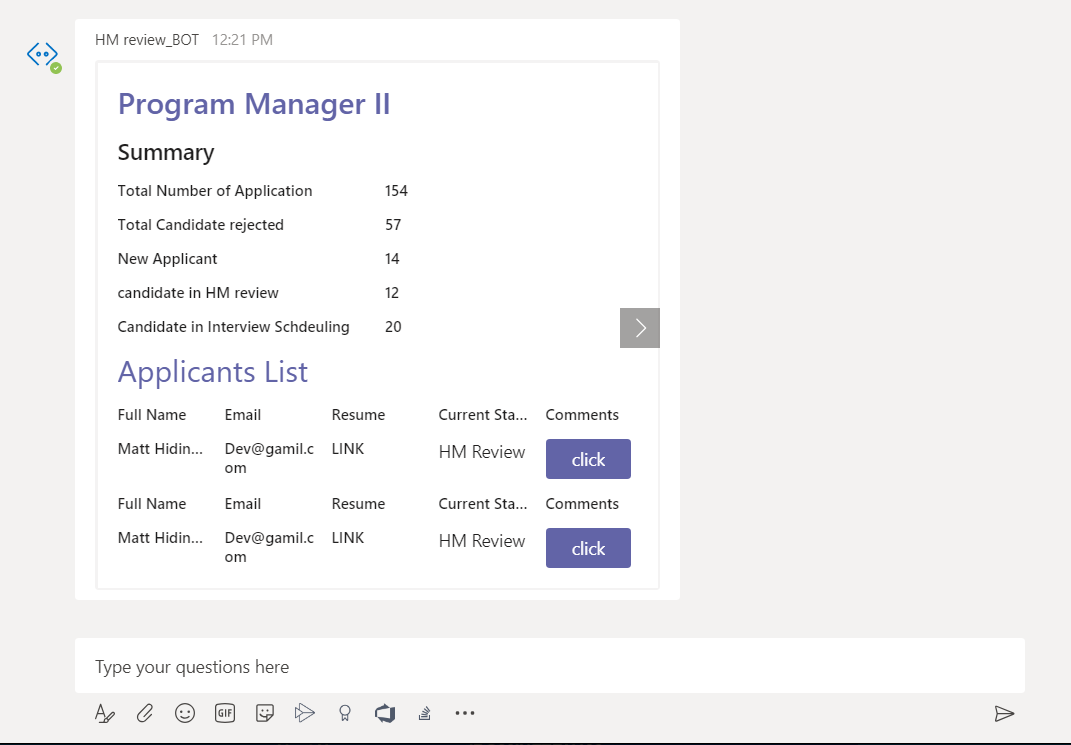 HM review_BOT 12:21 PM
Program Manager II
Summary
Total Number of Application 154
Total Candidate rejected 57
New Applicant 14
candidate in HM review 12
Candidate in Interview Schdeuling 20
Applicants List
Full Name Email Resume Current Sta... Comments
Matt Hidin... Dev@gamil.c LINK HM Review click
om
Full Name Email Resume Current Sta... Comments
Matt Hidin... Dev@gamil.c LINK HM Review click
om
Type your questions here
GIF